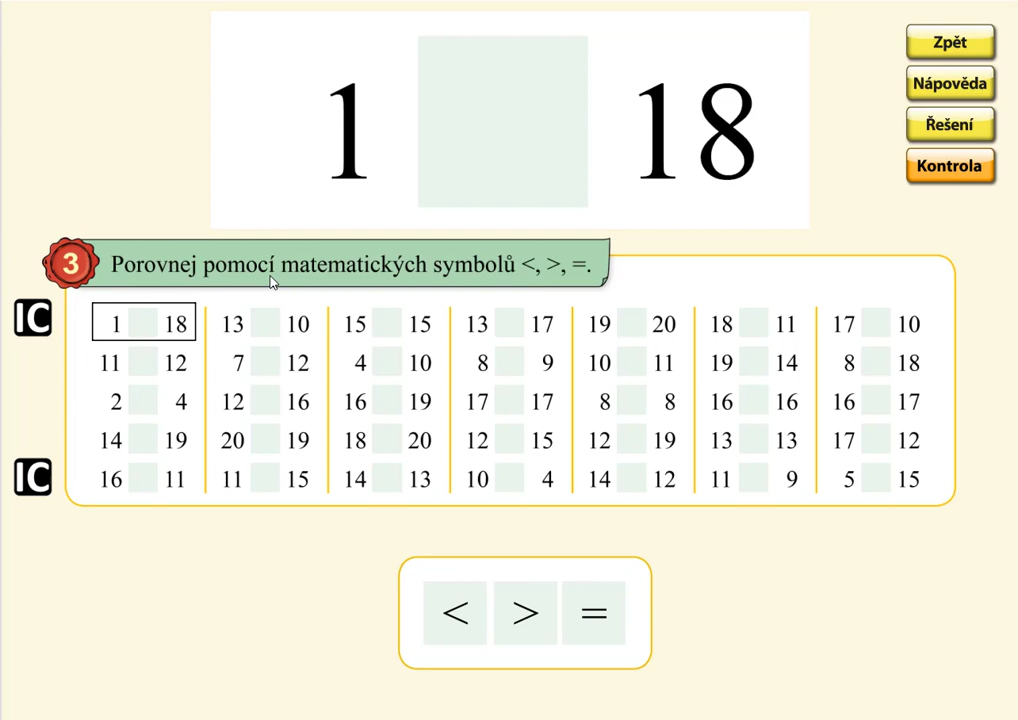 1 18
Zpět
Nápověda
Řešení
Kontrola
3 Porovnej pomocí matematických symbolů <, >, =.
IC
1 18 13 10 15 15 13 17 19 20 18 11 17 10
11 12 7 12 4 10 8 9 10 11 19 14 8 18
2 4 12 16 16 19 17 17 8 8 16 16 16 17
14 19 20 19 18 20 12 15 12 19 13 13 17 12
IC
16 11 11 15 14 13 10 4 14 12 11 9 5 15
< > =